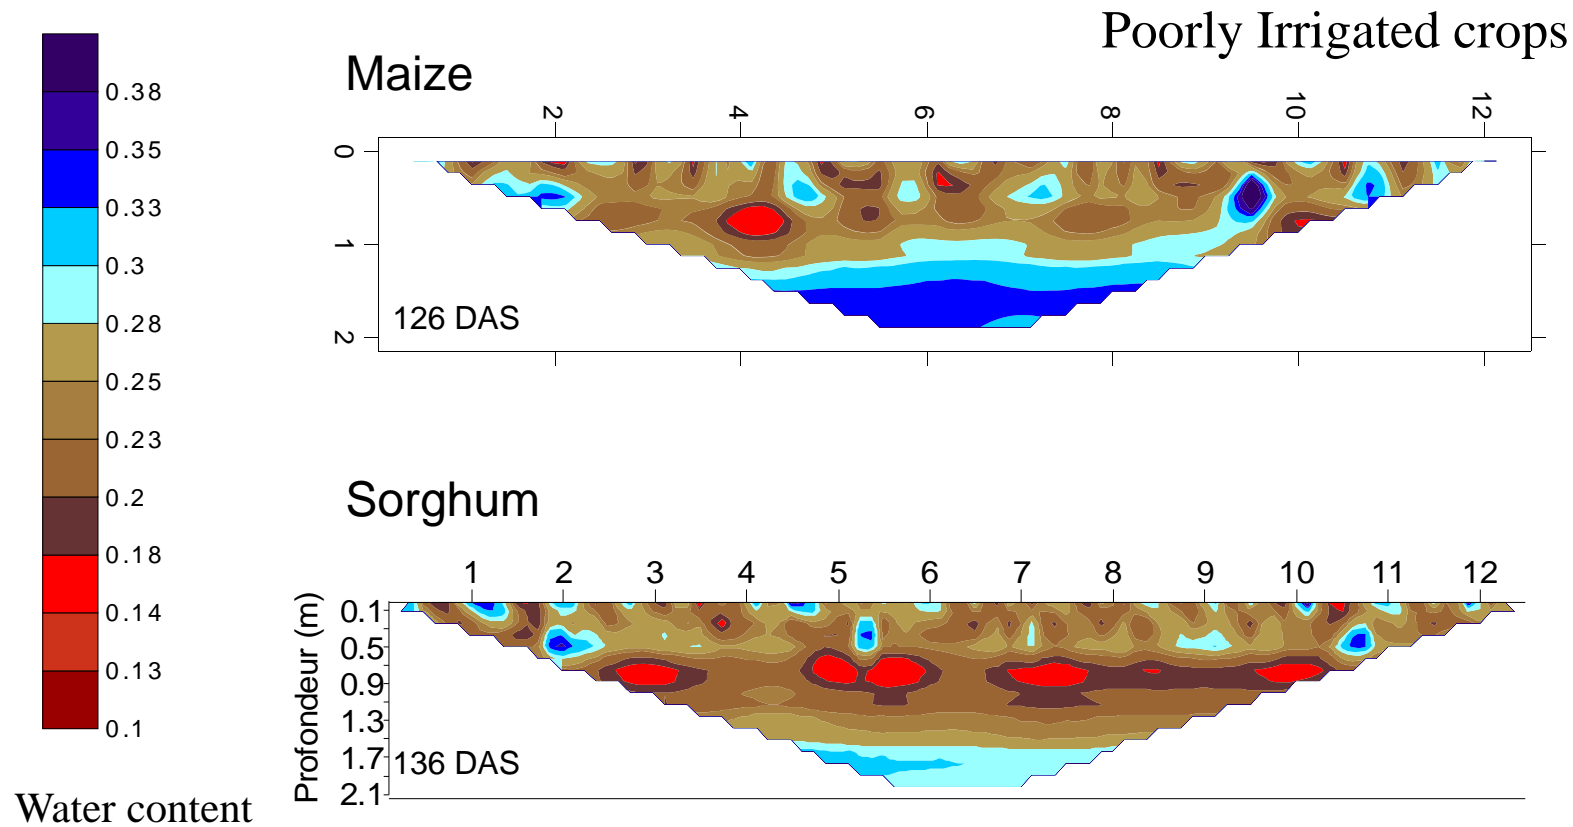 Poorly Irrigated crops
Maize
2 4 6 8 10 12
0
1
2
126 DAS
0.38
0.35
0.33
0.3
0.28
0.25
0.23
0.2
0.18
0.14
0.13
0.1
Water content
Sorghum
1 2 3 4 5 6 7 8 9 10 11 12
Profondeur (m)
0.1
0.5
0.9
1.3
1.7
2.1
136 DAS